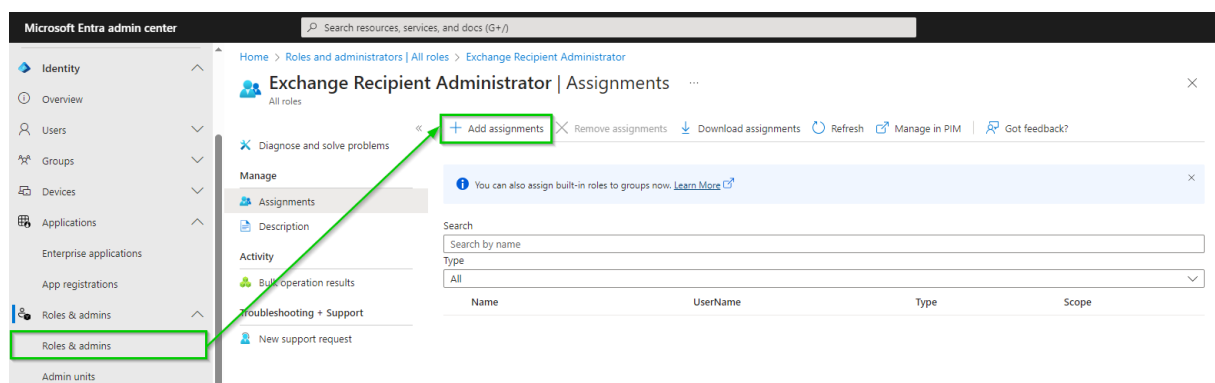 Microsoft Entra admin center
Search resources, services, and docs (G+/)
Identity
Overview
Users
Groups
Devices
Applications
Enterprise applications
App registrations
Roles & admins
Roles & admins
Admin units
Home > Roles and administrators | All roles > Exchange Recipient Administrator
Exchange Recipient Administrator | Assignments ...
All roles
Diagnose and solve problems
Manage
Assignments
Description
Activity
Bulk operation results
Troubleshooting + Support
New support request
Add assignments Remove assignments Download assignments Refresh Manage in PIM Got feedback?
You can also assign built-in roles to groups now. Learn More
Search
Search by name
Type
All
Name UserName Type Scope